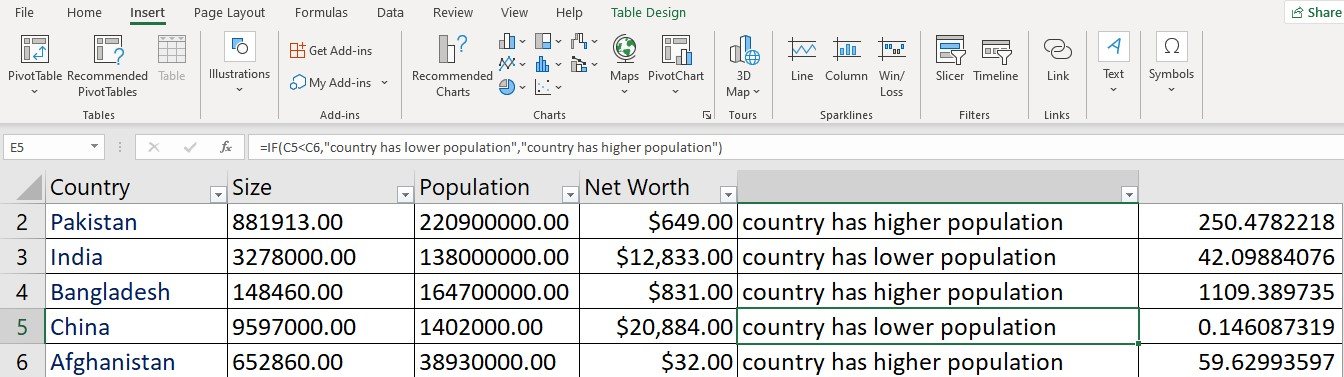 File Home Insert Page Layout Formulas Data Review View Help Table Design Share
PivotTable Recommended PivotTables Table
Illustrations
Get Add-ins
My Add-ins
Recommended Charts
Maps PivotChart
3D Map
Line Column Win/Loss
Slicer Timeline
Link
Text
Symbols
Tables Add-ins Charts Tours Sparklines Filters Links
E5 fx =IF(C5<C6,"country has lower population","country has higher population")
Country Size Population Net Worth
2 Pakistan 881913.00 220900000.00 $649.00 country has higher population 250.4782218
3 India 3278000.00 138000000.00 $12,833.00 country has lower population 42.09884076
4 Bangladesh 148460.00 164700000.00 $831.00 country has higher population 1109.389735
5 China 9597000.00 1402000.00 $20,884.00 country has lower population 0.146087319
6 Afghanistan 652860.00 38930000.00 $32.00 country has higher population 59.62993597